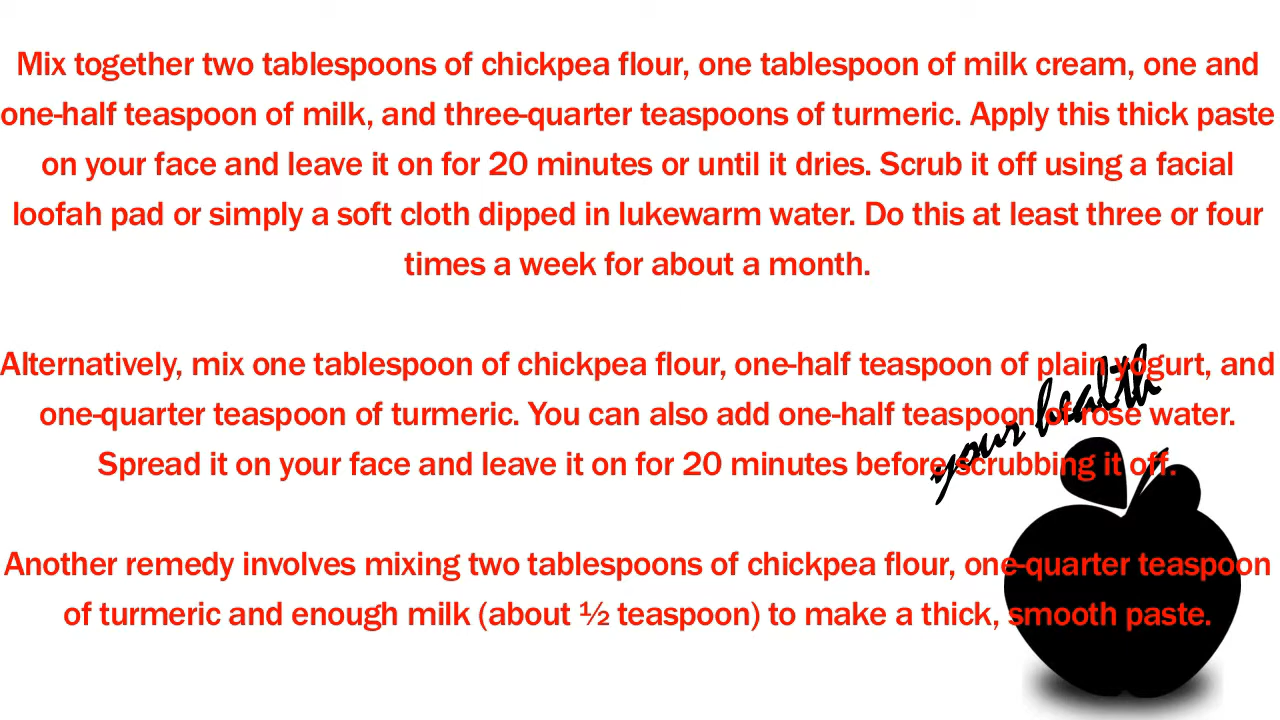 Mix together two tablespoons of chickpea flour, one tablespoon of milk cream, one and
one-half teaspoon of milk, and three-quarter teaspoons of turmeric. Apply this thick paste
on your face and leave it on for 20 minutes or until it dries. Scrub it off using a facial
loofah pad or simply a soft cloth dipped in lukewarm water. Do this at least three or four
times a week for about a month.
Alternatively, mix one tablespoon of chickpea flour, one-half teaspoon of plain yogurt, and
one-quarter teaspoon of turmeric. You can also add one-half teaspoon of rose water.
Spread it on your face and leave it on for 20 minutes before scrubbing it off.
Another remedy involves mixing two tablespoons of chickpea flour, one-quarter teaspoon
of turmeric and enough milk (about ½ teaspoon) to make a thick, smooth paste.
your health